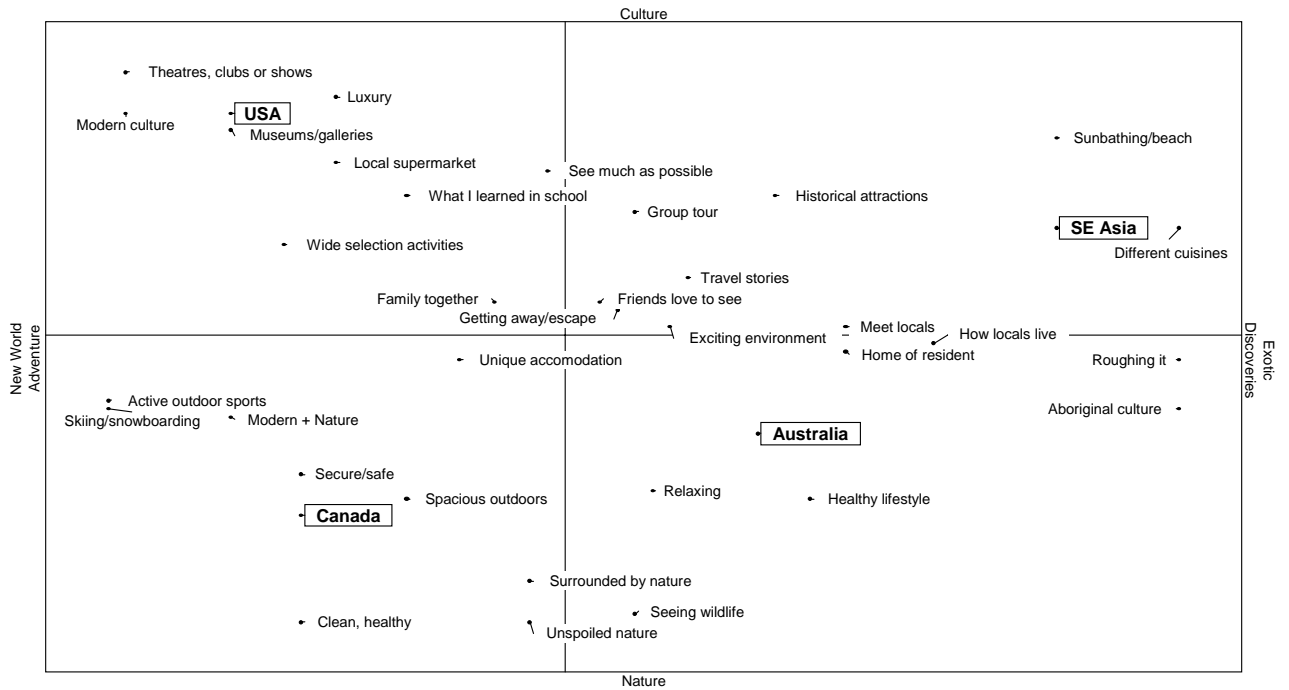 Culture
Theatres, clubs or shows
Luxury
USA
Modern culture
Museums/galleries
Sunbathing/beach
Local supermarket
See much as possible
What I learned in school
Historical attractions
Group tour
SE Asia
Wide selection activities
Different cuisines
Travel stories
Family together
Friends love to see
Getting away/escape
Meet locals
How locals live
Exciting environment
New World
Adventure
Exotic
Discoveries
Home of resident
Unique accomodation
Roughing it
Active outdoor sports
Aboriginal culture
Skiing/snowboarding
Modern + Nature
Australia
Secure/safe
Relaxing
Spacious outdoors
Healthy lifestyle
Canada
Surrounded by nature
Seeing wildlife
Clean, healthy
Unspoiled nature
Nature